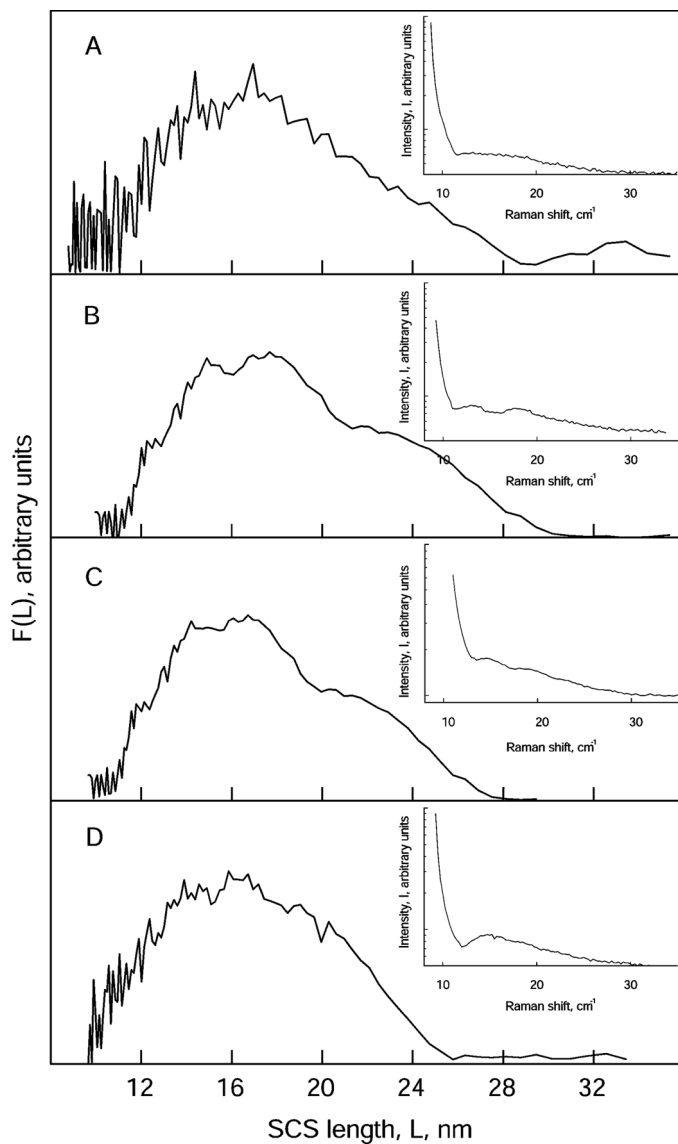 F(L), arbitrary units
A
Intensity, I, arbitrary units
10 20 30
Raman shift, cm-1
B
Intensity, I, arbitrary units
10 20 30
Raman shift, cm-1
C
Intensity, I, arbitrary units
10 20 30
Raman shift, cm-1
D
Intensity, I, arbitrary units
10 20 30
Raman shift, cm-1
12 16 20 24 28 32
SCS length, L, nm